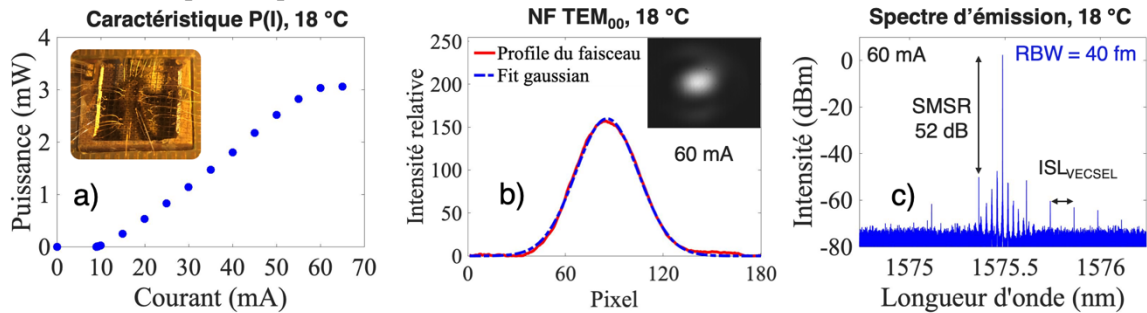 Caractéristique P(I), 18 °C
4
3
2
1
0
Puissance (mW)
a)
0
10
20
30
40
50
60
70
Courant (mA)
NF TEM00, 18 °C
250
200
150
100
50
0
Intensité relative
Profile du faisceau
Fit gaussian
60 mA
b)
0
60
120
180
Pixel
Spectre d'émission, 18 °C
60 mA
RBW = 40 fm
0
-20
-40
-60
-80
Intensité (dBm)
SMSR
52 dB
ISLVECSEL
c)
1575
1575.5
1576
Longueur d'onde (nm)